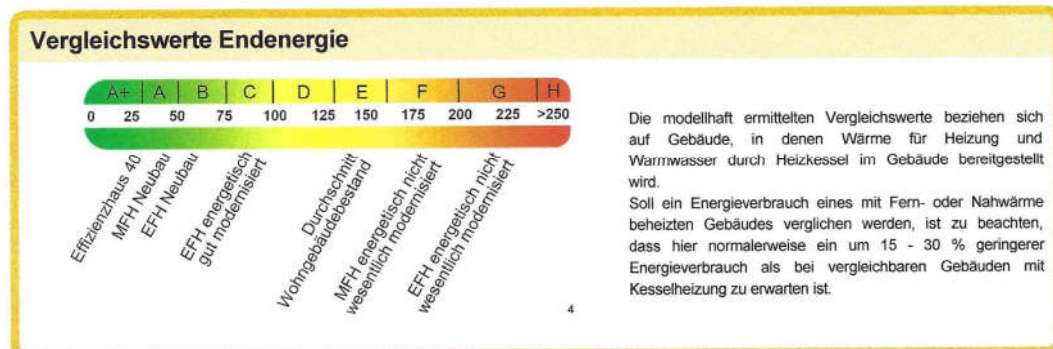 Vergleichswerte Endenergie
A+ A B C D E F G H
0 25 50 75 100 125 150 175 200 225 >250
Effizienzhaus 40
MFH Neubau
EFH Neubau
EFH energetisch
gut modernisiert
Durchschnitt
Wohngebäudebestand
MFH energetisch nicht
wesentlich modernisiert
EFH energetisch nicht
wesentlich modernisiert
4
Die modellhaft ermittelten Vergleichswerte beziehen sich
auf Gebäude, in denen Wärme für Heizung und
Warmwasser durch Heizkessel im Gebäude bereitgestellt
wird.
Soll ein Energieverbrauch eines mit Fern- oder Nahwärme
beheizten Gebäudes verglichen werden, ist zu beachten,
dass hier normalerweise ein um 15 - 30 % geringerer
Energieverbrauch als bei vergleichbaren Gebäuden mit
Kesselheizung zu erwarten ist.